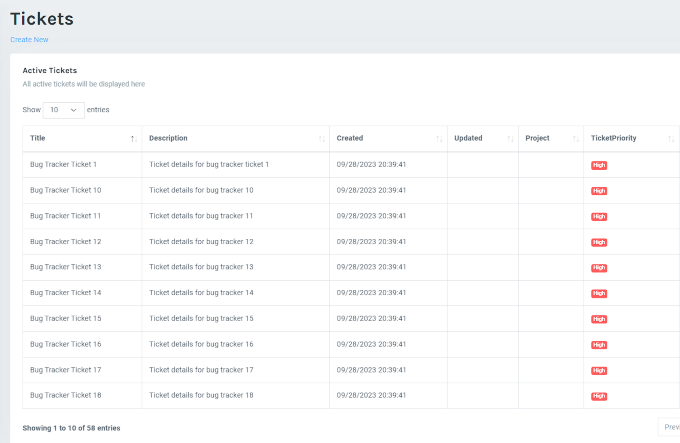 Tickets
Create New
Active Tickets
All active tickets will be displayed here
Show 10 entries
Title Description Created Updated Project TicketPriority
Bug Tracker Ticket 1 Ticket details for bug tracker ticket 1 09/28/2023 20:39:41 High
Bug Tracker Ticket 10 Ticket details for bug tracker 10 09/28/2023 20:39:41 High
Bug Tracker Ticket 11 Ticket details for bug tracker 11 09/28/2023 20:39:41 High
Bug Tracker Ticket 12 Ticket details for bug tracker 12 09/28/2023 20:39:41 High
Bug Tracker Ticket 13 Ticket details for bug tracker 13 09/28/2023 20:39:41 High
Bug Tracker Ticket 14 Ticket details for bug tracker 14 09/28/2023 20:39:41 High
Bug Tracker Ticket 15 Ticket details for bug tracker 15 09/28/2023 20:39:41 High
Bug Tracker Ticket 16 Ticket details for bug tracker 16 09/28/2023 20:39:41 High
Bug Tracker Ticket 17 Ticket details for bug tracker 17 09/28/2023 20:39:41 High
Bug Tracker Ticket 18 Ticket details for bug tracker 18 09/28/2023 20:39:41 High
Showing 1 to 10 of 58 entries Prev